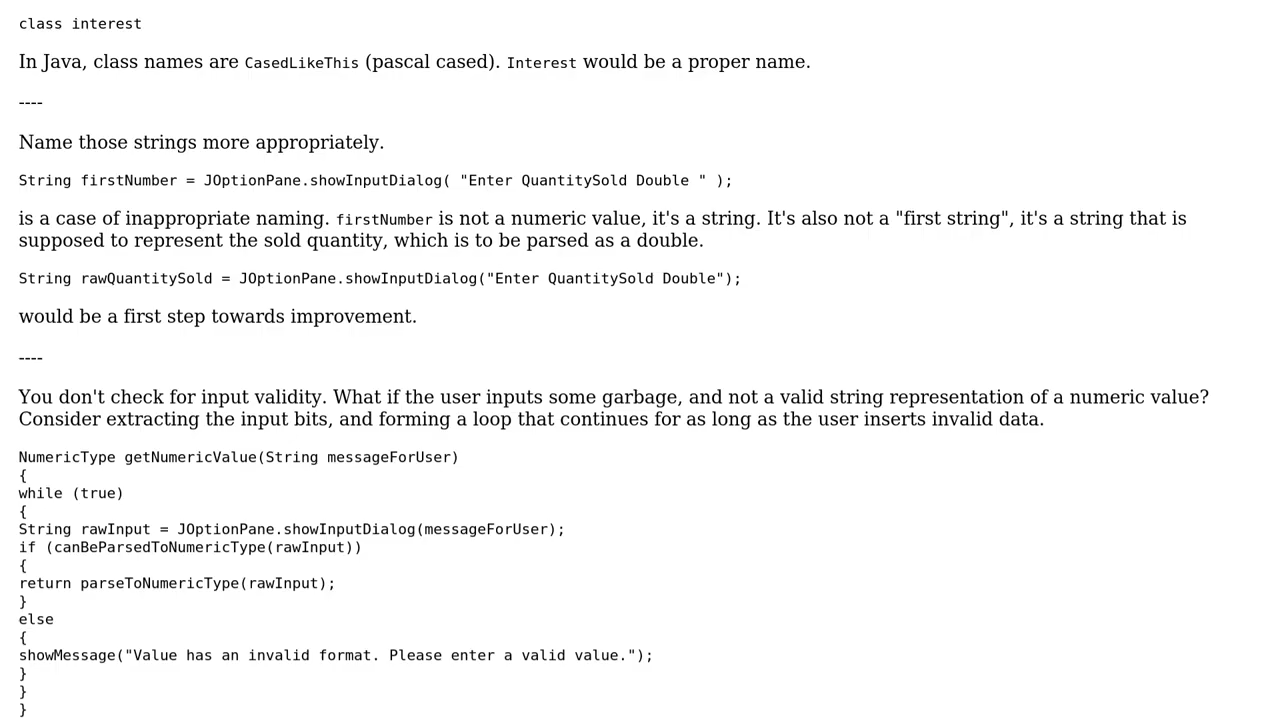 class interest
In Java, class names are CasedLikeThis (pascal cased). Interest would be a proper name.
----
Name those strings more appropriately.
String firstNumber = JOptionPane.showInputDialog( "Enter QuantitySold Double " );
is a case of inappropriate naming. firstNumber is not a numeric value, it's a string. It's also not a "first string", it's a string that is
supposed to represent the sold quantity, which is to be parsed as a double.
String rawQuantitySold = JOptionPane.showInputDialog("Enter QuantitySold Double");
would be a first step towards improvement.
----
You don't check for input validity. What if the user inputs some garbage, and not a valid string representation of a numeric value?
Consider extracting the input bits, and forming a loop that continues for as long as the user inserts invalid data.
NumericType getNumericValue(String messageForUser)
{
while (true)
{
String rawInput = JOptionPane.showInputDialog(messageForUser);
if (canBeParsedToNumericType(rawInput))
{
return parseToNumericType(rawInput);
}
else
{
showMessage("Value has an invalid format. Please enter a valid value.");
}
}
}